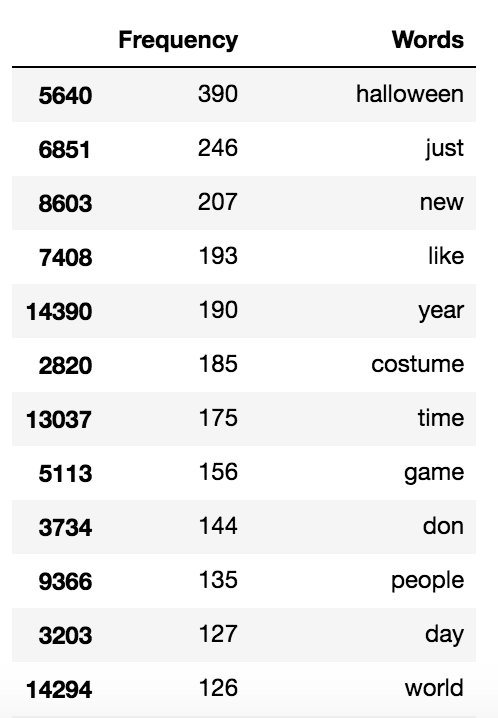 Frequency Words
5640 390 halloween
6851 246 just
8603 207 new
7408 193 like
14390 190 year
2820 185 costume
13037 175 time
5113 156 game
3734 144 don
9366 135 people
3203 127 day
14294 126 world